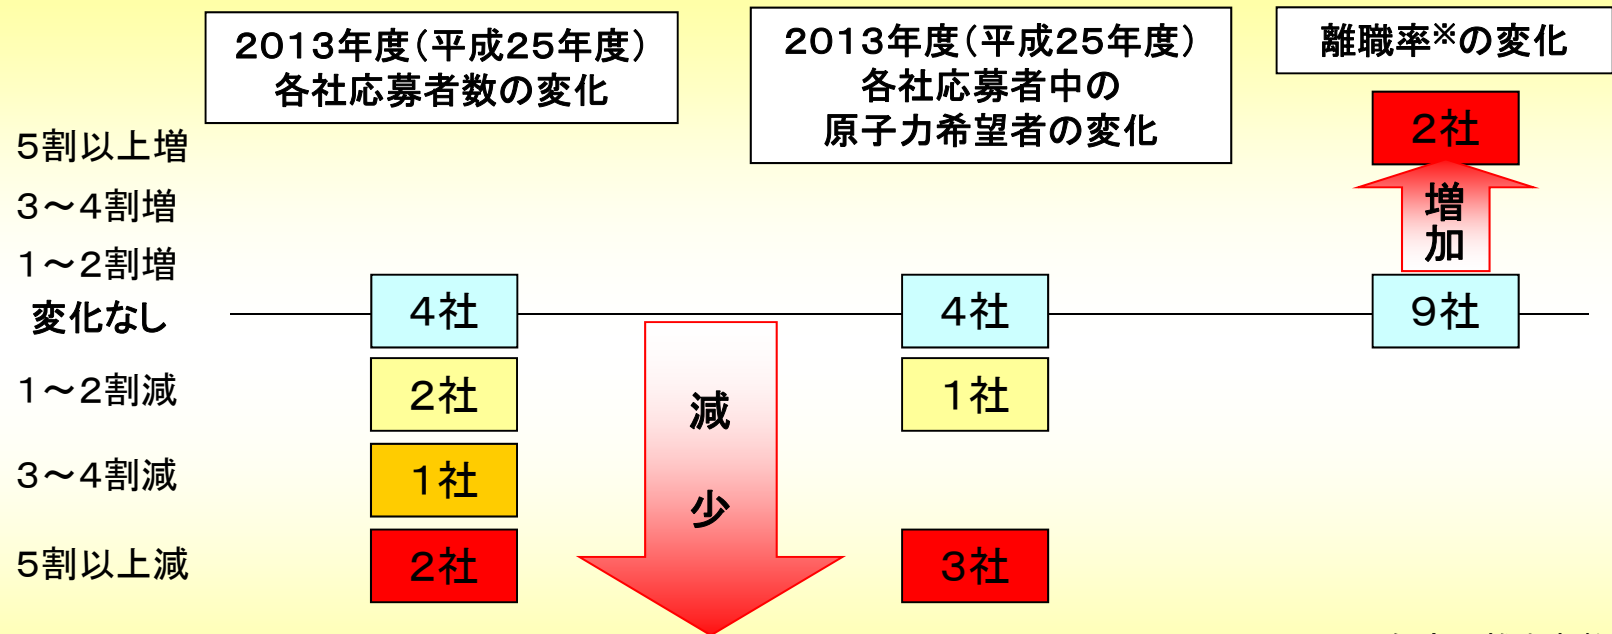 2013年度(平成25年度)
各社応募者数の変化
2013年度(平成25年度)
各社応募者中の
原子力希望者の変化
離職率※の変化
5割以上増
2社
3～4割増
増
加
1～2割増
変化なし
4社
4社
9社
1～2割減
2社
1社
減
少
3～4割減
1社
5割以上減
2社
3社